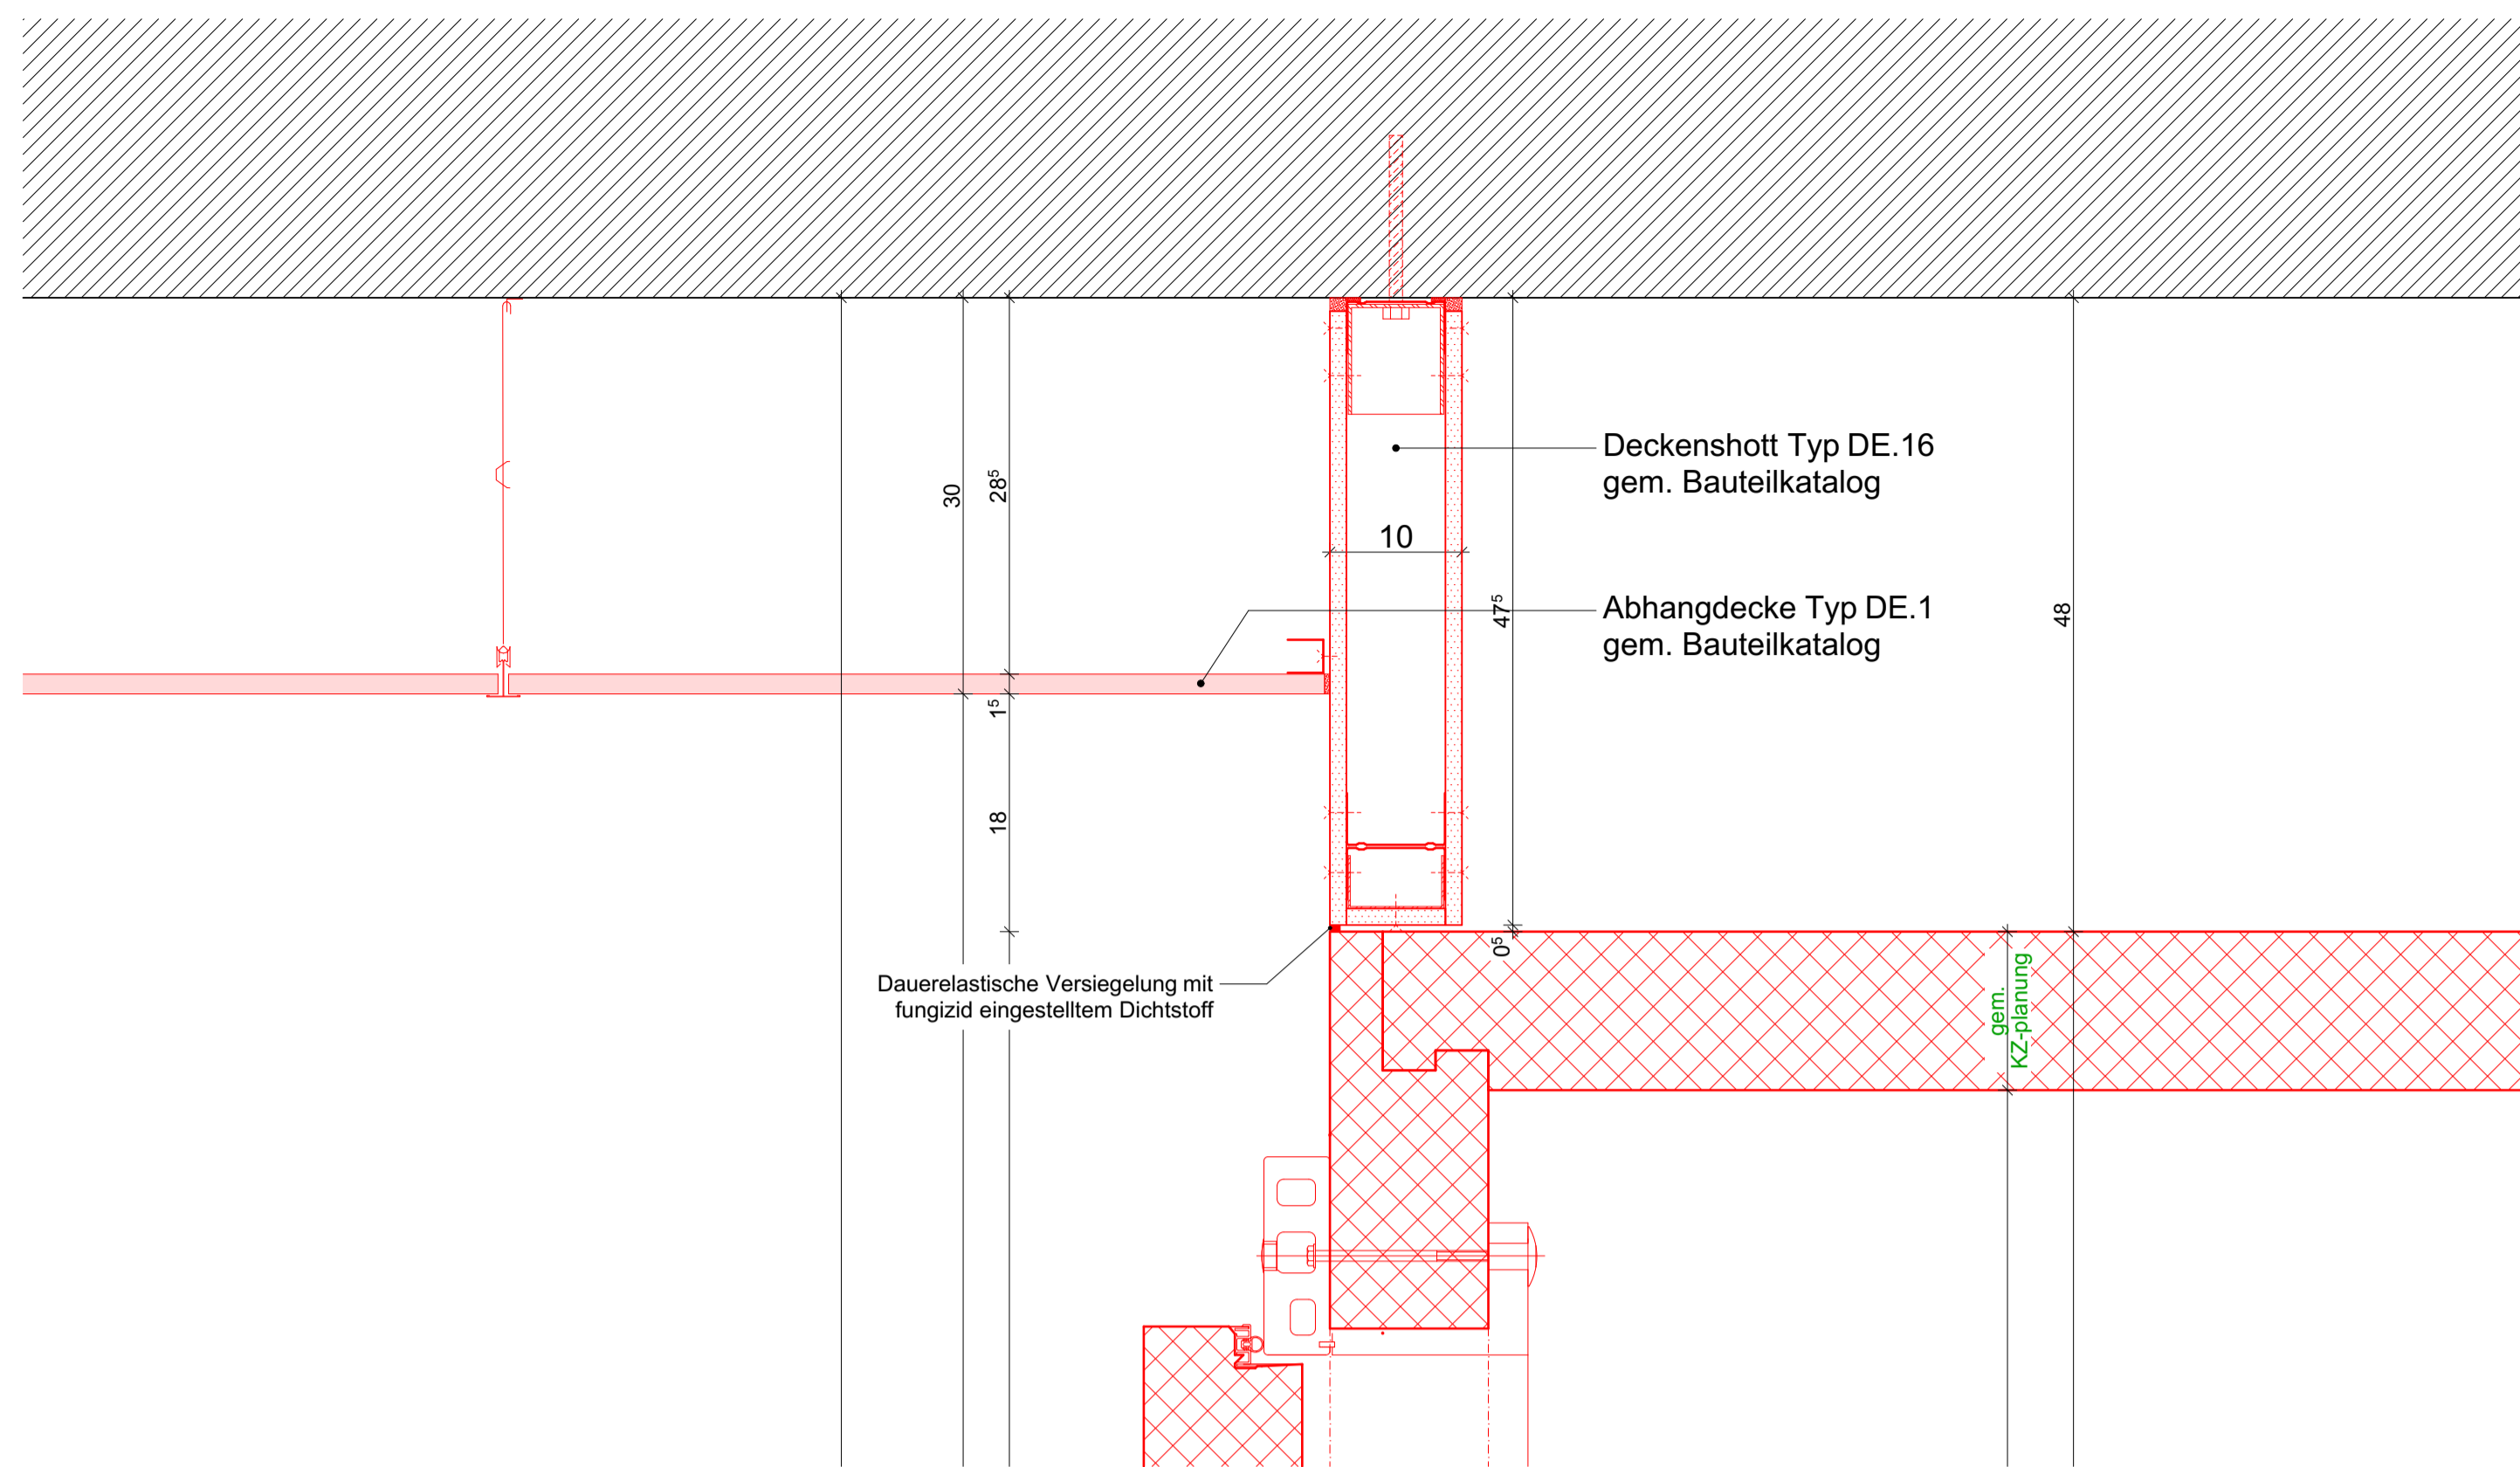 Deckenshott Typ DE.16
gem. Bauteilkatalog
30
28⁵
10
Abhangdecke Typ DE.1
gem. Bauteilkatalog
47⁵
48
1⁵
18
0⁵
Dauerelastische Versiegelung mit
fungizid eingestelltem Dichtstoff
gem.
KZ-planung